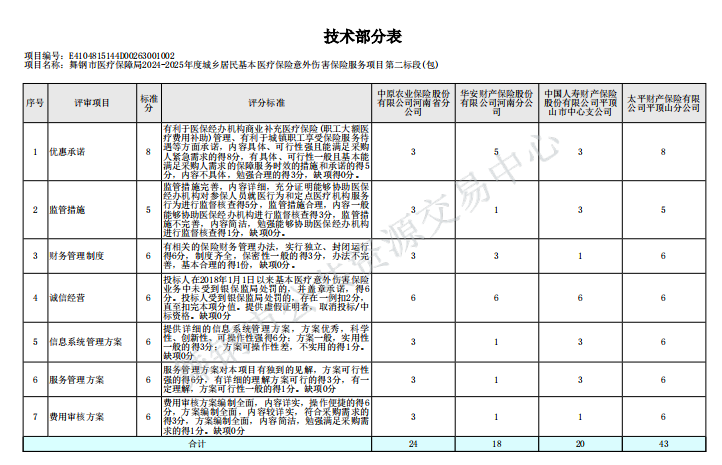 技术部分表
项目编号：E4104815144D00263001002
项目名称：舞钢市医疗保障局2024-2025年度城乡居民基本医疗保险意外伤害保险服务项目第二标段(包)
序号 评审项目 标准分 评分标准 中原农业保险股份有限公司河南省分公司 华安财产保险股份有限公司河南分公司 中国人寿财产保险股份有限公司平顶山市中心支公司 太平财产保险有限公司平顶山分公司
1 优惠承诺 8 有利于医保经办机构商业补充医疗保险(职工大额医疗费用补助)管理、有利于城镇职工享受保险服务待遇等方面承诺，内容具体、可行性强且能满足采购人紧急需求的得8分，有具体、可行性一般且基本能满足采购人需求的保障服务时效的措施和承诺的得5分，内容不具体，勉强合理的得3分，缺项得0分。 3 5 3 8
2 监管措施 5 监管措施完善，内容详细，充分证明能够协助医保经办机构对参保人员就医行为和定点医疗机构服务行为进行监督核查得5分，监管措施合理，内容一般能够协助医保经办机构进行监督核查得3分，监管措施不完善，内容简洁，勉强能够协助医保经办机构进行监督核查得1分，缺项0分。 3 1 3 5
3 财务管理制度 6 有相关的保险财务管理办法，实行独立、封闭运行得6分，制度齐全，保密性一般的得3分，办法不完善，基本合理的得1份，缺项0分。 3 3 1 6
4 诚信经营 6 投标人在2018年1月1日以来基本医疗意外伤害保险业务中未受到银保监局处罚的，并盖章承诺，得6分。投标人受到银保监局处罚的，存在一例扣2分，直至扣完本项分值。提供虚假证明者，取消投标/中标资格。缺项0分 6 6 6 6
5 信息系统管理方案 6 提供详细的信息系统管理方案，方案优秀，科学性、创新性、可操作性强得6分；方案一般，实用性一般的得3分；方案可操作性差，不实用的得1分。缺项0分 3 1 3 6
6 服务管理方案 6 服务管理方案对本项目有独到的见解，方案可行性强的得6分，有详细的理解方案可行的得3分，有一定理解，方案可行性一般的得1分。缺项0分 3 1 3 6
7 费用审核方案 6 费用审核方案编制全面，内容详实，操作便捷的得6分，方案编制全面，内容较详实，符合采购需求的得3分，方案编制全面，内容简洁，勉强满足采购需求的得1分。缺项0分 3 1 1 6
合计 24 18 20 43